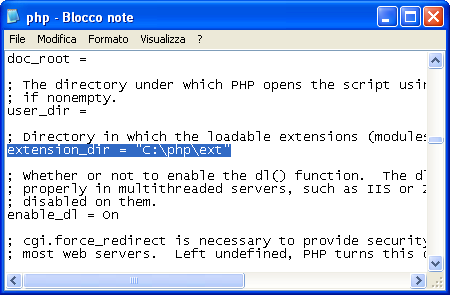 php - Blocco note
File Modifica Formato Visualizza ?
doc_root =
; The directory under which PHP opens the script
; if nonempty.
user_dir =
; Directory in which the loadable extensions (modules
extension_dir = "C:\php\ext"
; Whether or not to enable the dl() function. The
; properly in multithreaded servers, such as IIS or
; disabled on them.
enable_dl = On
; cgi.force_redirect is necessary to provide security
; most web servers. Left undefined, PHP turns this